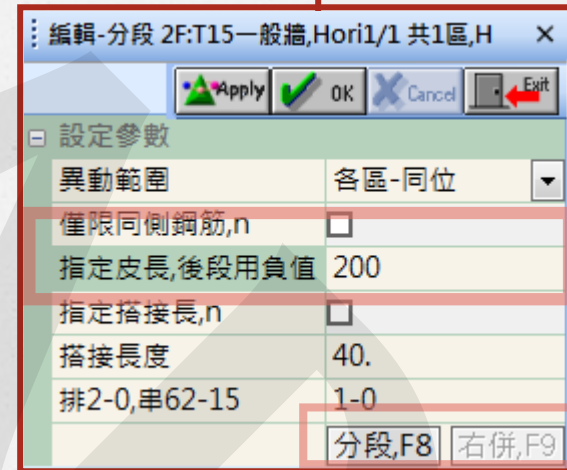 編輯-分段 2F:T15一般牆,Hori1/1 共1區,H
Apply OK Cancel Exit
設定參數
異動範圍 各區-同位
僅限同側鋼筋,n
指定皮長,後段用負值 200
指定搭接長,n
搭接長度 40.
排2-0,串62-15 1-0
分段,F8 右併,F9